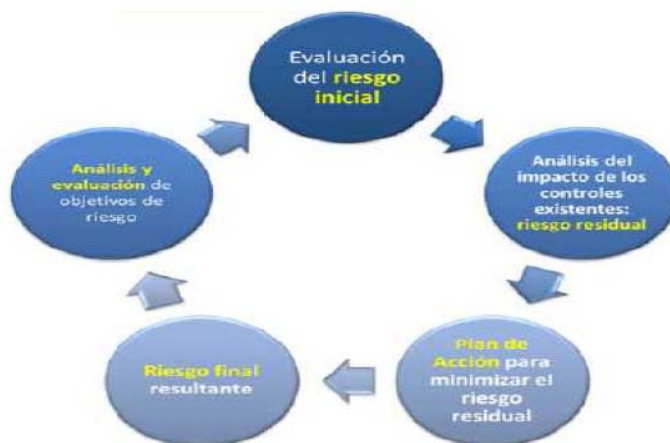 Evaluación
del riesgo
inicial
Análisis del
impacto de los
controles
existentes:
riesgo residual
Plan de
Acción para
minimizar el
riesgo
residual
Riesgo final
resultante
Análisis y
evaluación de
objetivos de
riesgo